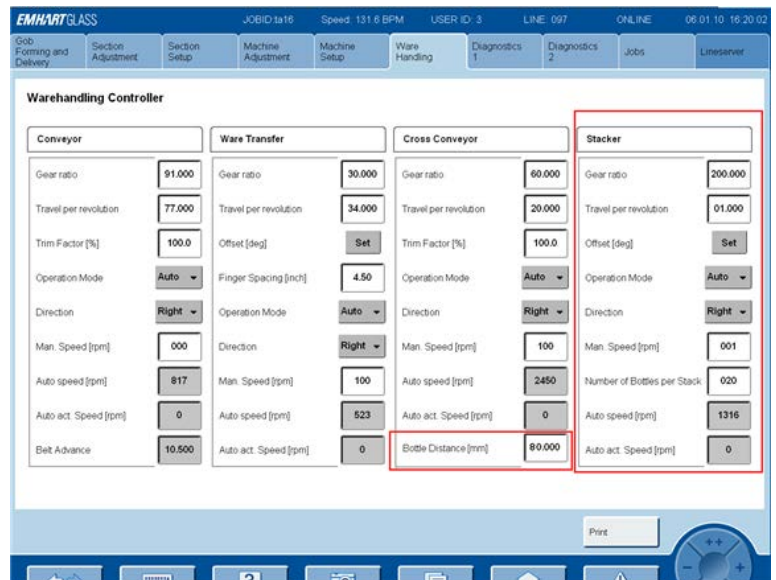 EMHARTGLASS JOBID:ta16 Speed: 131.6 BPM USER ID: 3 LINE: 097 ONLINE 06.01.10 16:20:02
Gob Forming and Delivery
Section Adjustment
Section Setup
Machine Adjustment
Machine Setup
Ware Handling
Diagnostics 1
Diagnostics 2
Jobs
Lineserver
Warehandling Controller
Conveyor
Gear ratio 91.000
Travel per revolution 77.000
Trim Factor [%] 100.0
Operation Mode Auto
Direction Right
Man. Speed [rpm] 000
Auto speed [rpm] 817
Auto act. Speed [rpm] 0
Belt Advance 10.500
Ware Transfer
Gear ratio 30.000
Travel per revolution 34.000
Offset [deg] Set
Finger Spacing [inch] 4.50
Operation Mode Auto
Direction Right
Man. Speed [rpm] 100
Auto speed [rpm] 523
Auto act. Speed [rpm] 0
Cross Conveyor
Gear ratio 60.000
Travel per revolution 20.000
Trim Factor [%] 100.0
Operation Mode Auto
Direction Right
Man. Speed [rpm] 100
Auto speed [rpm] 2450
Auto act. Speed [rpm] 0
Bottle Distance [mm] 80.000
Stacker
Gear ratio 200.000
Travel per revolution 01.000
Offset [deg] Set
Operation Mode Auto
Direction Right
Man. Speed [rpm] 001
Number of Bottles per Stack 020
Auto speed [rpm] 1316
Auto act. Speed [rpm] 0
Print
++
- +
?